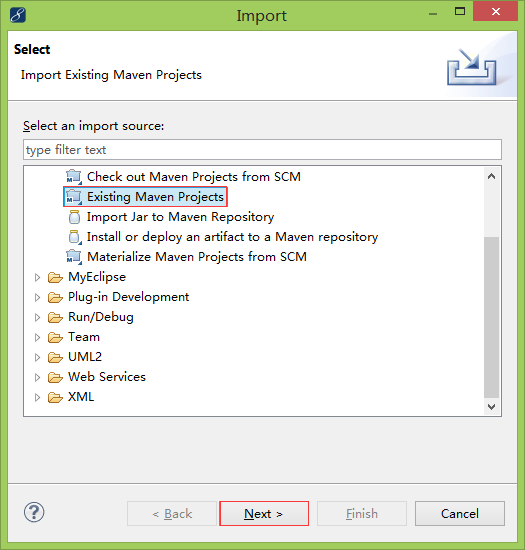 Import
Select
Import Existing Maven Projects
Select an import source:
type filter text
Check out Maven Projects from SCM
Existing Maven Projects
Import Jar to Maven Repository
Install or deploy an artifact to a Maven repository
Materialize Maven Projects from SCM
MyEclipse
Plug-in Development
Run/Debug
Team
UML2
Web Services
XML
< Back
Next >
Finish
Cancel